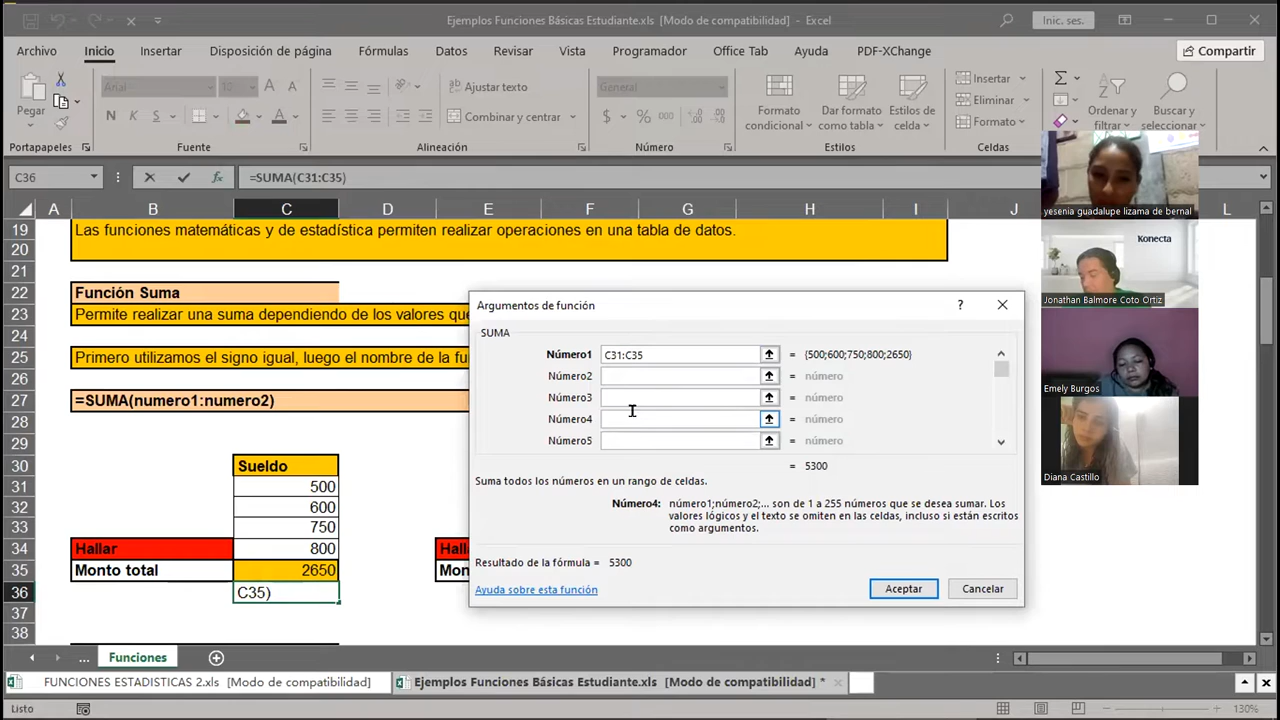 Ejemplos Funciones Básicas Estudiante.xls [Modo de compatibilidad] - Excel
Inic. ses.
Archivo Inicio Insertar Disposición de página Fórmulas Datos Revisar Vista Programador Office Tab Ayuda PDF-XChange Compartir
Pegar
Portapapeles
Arial 10
N K S
Fuente
Ajustar texto
Combinar y centrar
Alineación
General
$ % 000
Número
Formato condicional
Dar formato como tabla
Estilos de celda
Estilos
Insertar
Eliminar
Formato
Celdas
Ordenar y filtrar
Buscar y seleccionar
C36 fx =SUMA(C31:C35)
A B C D E F G H I J L
19 Las funciones matemáticas y de estadística permiten realizar operaciones en una tabla de datos.
20
21
22 Función Suma
23 Permite realizar una suma dependiendo de los valores que
24
25 Primero utilizamos el signo igual, luego el nombre de la fu
26
27 =SUMA(numero1:numero2)
28
29
30 Sueldo
31 500
32 600
33 750
34 Hallar 800
35 Monto total 2650
36 C35)
37
38
Argumentos de función
SUMA
Número1 C31:C35 = {500;600;750;800;2650}
Número2 = número
Número3 = número
Número4 = número
Número5 = número
= 5300
Suma todos los números en un rango de celdas.
Número4: número1;número2;... son de 1 a 255 números que se desea sumar. Los
valores lógicos y el texto se omiten en las celdas, incluso si están escritos
como argumentos.
Resultado de la fórmula = 5300
Ayuda sobre esta función
Aceptar Cancelar
yesenia guadalupe lizama de bernal
Konecta
Jonathan Balmore Coto Ortiz
Emely Burgos
Diana Castillo
... Funciones
FUNCIONES ESTADISTICAS 2.xls [Modo de compatibilidad]
Ejemplos Funciones Básicas Estudiante.xls [Modo de compatibilidad] *
Listo
130%